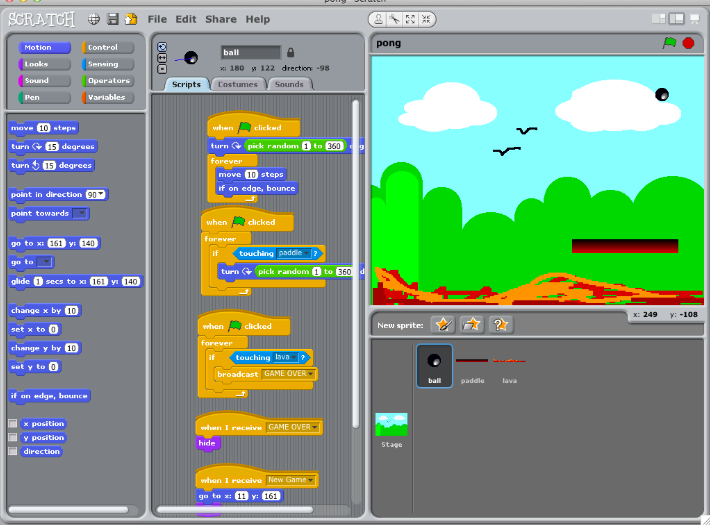 pong - Scratch
SCRATCH File Edit Share Help
Motion Control
Looks Sensing
Sound Operators
Pen Variables
move 10 steps
turn 15 degrees
turn 15 degrees
point in direction 90
point towards
go to x: 161 y: 140
go to
glide 1 secs to x: 161 y: 140
change x by 10
set x to 0
change y by 10
set y to 0
if on edge, bounce
x position
y position
direction
ball
x: 180 y: 122 direction: -98
Scripts Costumes Sounds
when clicked
turn pick random 1 to 360
forever
move 10 steps
if on edge, bounce
when clicked
forever
if touching paddle ?
turn pick random 1 to 360
when clicked
forever
if touching lava ?
broadcast GAME OVER
when I receive GAME OVER
hide
when I receive New Game
go to x: 11 y: 161
pong
x: 249 y: -108
New sprite:
ball paddle lava
Stage